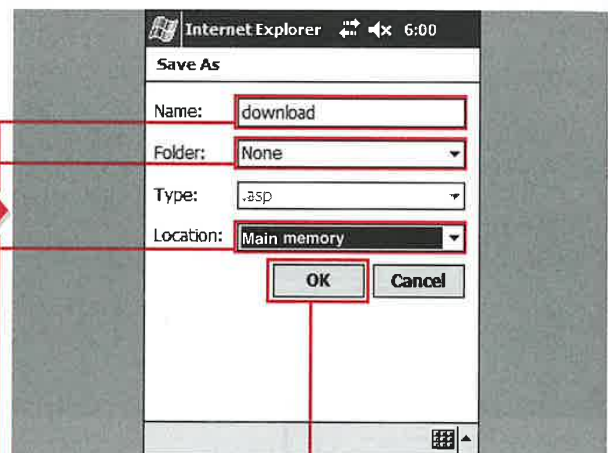 Internet Explorer 6:00
Save As
Name: download
Folder: None
Type: .asp
Location: Main memory
OK Cancel